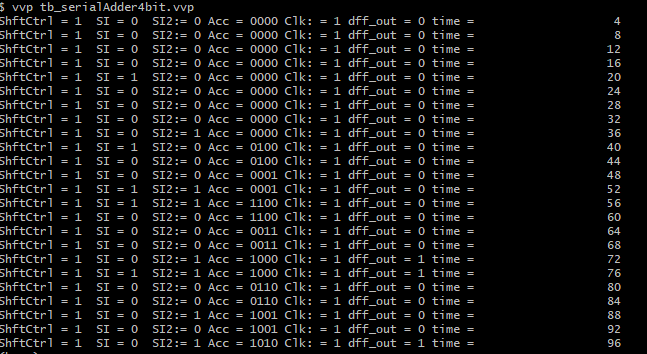 $ vvp tb_serialAdder4bit.vvp
ShftCtrl = 1  SI = 0  SI2:= 0 Acc = 0000 Clk: = 1 dff_out = 0 time =                    4
ShftCtrl = 1  SI = 0  SI2:= 0 Acc = 0000 Clk: = 1 dff_out = 0 time =                    8
ShftCtrl = 1  SI = 0  SI2:= 0 Acc = 0000 Clk: = 1 dff_out = 0 time =                   12
ShftCtrl = 1  SI = 0  SI2:= 0 Acc = 0000 Clk: = 1 dff_out = 0 time =                   16
ShftCtrl = 1  SI = 1  SI2:= 0 Acc = 0000 Clk: = 1 dff_out = 0 time =                   20
ShftCtrl = 1  SI = 0  SI2:= 0 Acc = 0000 Clk: = 1 dff_out = 0 time =                   24
ShftCtrl = 1  SI = 0  SI2:= 0 Acc = 0000 Clk: = 1 dff_out = 0 time =                   28
ShftCtrl = 1  SI = 0  SI2:= 0 Acc = 0000 Clk: = 1 dff_out = 0 time =                   32
ShftCtrl = 1  SI = 0  SI2:= 1 Acc = 0000 Clk: = 1 dff_out = 0 time =                   36
ShftCtrl = 1  SI = 1  SI2:= 0 Acc = 0100 Clk: = 1 dff_out = 0 time =                   40
ShftCtrl = 1  SI = 0  SI2:= 0 Acc = 0100 Clk: = 1 dff_out = 0 time =                   44
ShftCtrl = 1  SI = 0  SI2:= 0 Acc = 0001 Clk: = 1 dff_out = 0 time =                   48
ShftCtrl = 1  SI = 1  SI2:= 1 Acc = 0001 Clk: = 1 dff_out = 0 time =                   52
ShftCtrl = 1  SI = 1  SI2:= 1 Acc = 1100 Clk: = 1 dff_out = 0 time =                   56
ShftCtrl = 1  SI = 0  SI2:= 0 Acc = 1100 Clk: = 1 dff_out = 0 time =                   60
ShftCtrl = 1  SI = 0  SI2:= 0 Acc = 0011 Clk: = 1 dff_out = 0 time =                   64
ShftCtrl = 1  SI = 0  SI2:= 0 Acc = 0011 Clk: = 1 dff_out = 0 time =                   68
ShftCtrl = 1  SI = 0  SI2:= 1 Acc = 1000 Clk: = 1 dff_out = 1 time =                   72
ShftCtrl = 1  SI = 1  SI2:= 0 Acc = 1000 Clk: = 1 dff_out = 1 time =                   76
ShftCtrl = 1  SI = 0  SI2:= 0 Acc = 0110 Clk: = 1 dff_out = 0 time =                   80
ShftCtrl = 1  SI = 0  SI2:= 0 Acc = 0110 Clk: = 1 dff_out = 0 time =                   84
ShftCtrl = 1  SI = 0  SI2:= 1 Acc = 1001 Clk: = 1 dff_out = 0 time =                   88
ShftCtrl = 1  SI = 0  SI2:= 0 Acc = 1001 Clk: = 1 dff_out = 0 time =                   92
ShftCtrl = 1  SI = 0  SI2:= 1 Acc = 1010 Clk: = 1 dff_out = 1 time =                   96